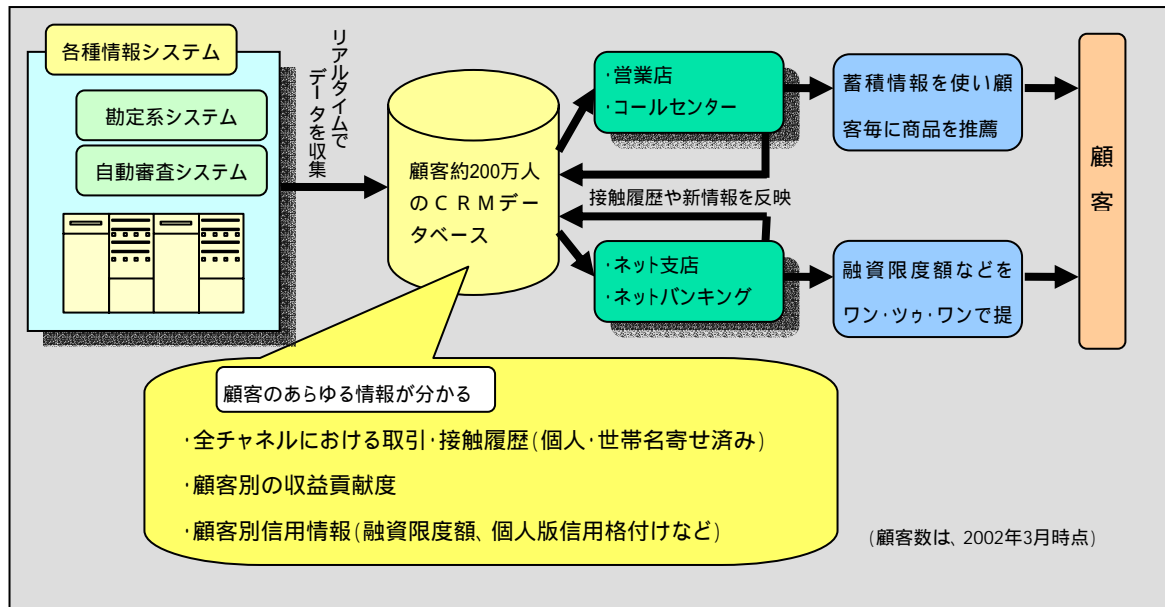 各種情報システム
勘定系システム
自動審査システム
リアルタイムで
データを収集
顧客約200万人
のCRMデー
タベース
・営業店
・コールセンター
接触履歴や新情報を反映
・ネット支店
・ネットバンキング
蓄積情報を使い顧
客毎に商品を推薦
融資限度額などを
ワン・ツゥ・ワンで提
顧客
顧客のあらゆる情報が分かる
・全チャネルにおける取引・接触履歴(個人・世帯名寄せ済み)
・顧客別の収益貢献度
・顧客別信用情報(融資限度額、個人版信用格付けなど)
(顧客数は、2002年3月時点)